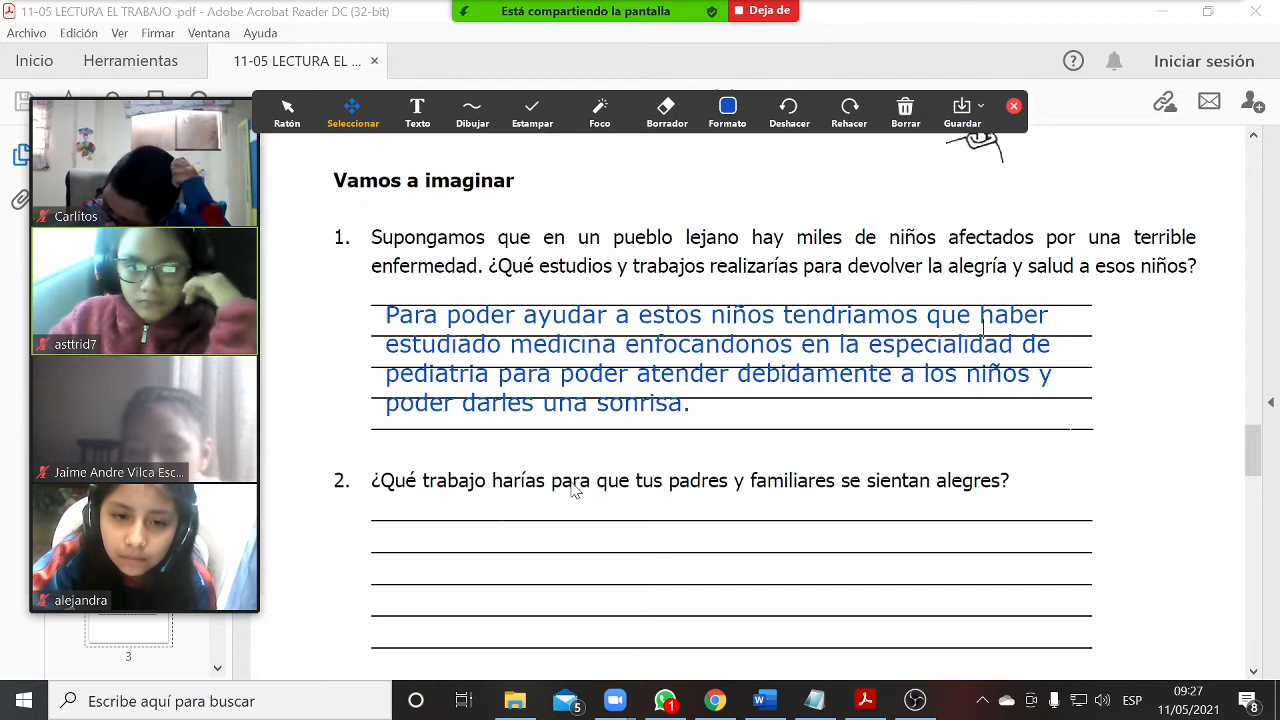 11-05 LECTURA EL TRABAJO .pdf - Adobe Acrobat Reader DC (32-bit)
Está compartiendo la pantalla
Deja de
Archivo Edición Ver Firmar Ventana Ayuda
Inicio Herramientas 11-05 LECTURA EL ... Iniciar sesión
Ratón Seleccionar Texto Dibujar Estampar Foco Borrador Formato Deshacer Rehacer Borrar Guardar
Carlitos
asttrid7
Jaime Andre Vilca Esc...
alejandra
3
Vamos a imaginar
1. Supongamos que en un pueblo lejano hay miles de niños afectados por una terrible
enfermedad. ¿Qué estudios y trabajos realizarías para devolver la alegría y salud a esos niños?
Para poder ayudar a estos niños tendriamos que haber
estudiado medicina enfocandonos en la especialidad de
pediatria para poder atender debidamente a los niños y
poder darles una sonrisa.
2. ¿Qué trabajo harías para que tus padres y familiares se sientan alegres?
Escribe aquí para buscar
5
1
ESP
09:27
11/05/2021
8